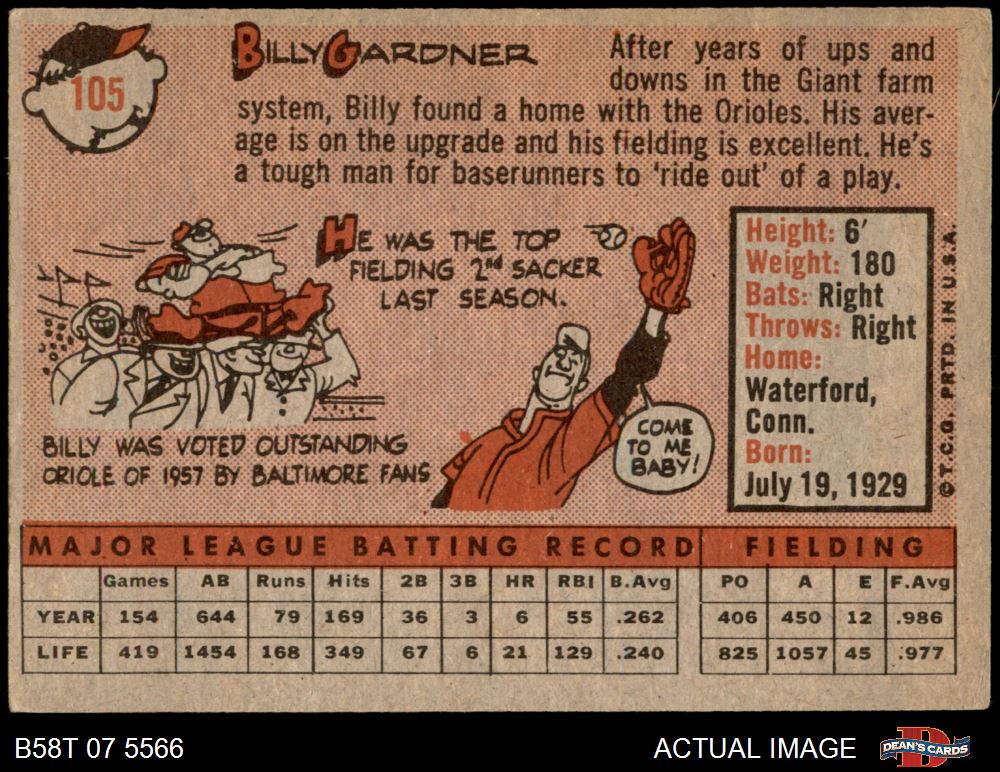 105
BILLY GARDNER
After years of ups and
downs in the Giant farm
system, Billy found a home with the Orioles. His aver-
age is on the upgrade and his fielding is excellent. He's
a tough man for baserunners to 'ride out' of a play.
HE WAS THE TOP
FIELDING 2nd SACKER
LAST SEASON.
BILLY WAS VOTED OUTSTANDING
ORIOLE OF 1957 BY BALTIMORE FANS
COME
TO ME
BABY!
Height: 6'
Weight: 180
Bats: Right
Throws: Right
Home:
Waterford,
Conn.
Born:
July 19, 1929
© T.C.G. PRTD. IN U.S.A.
MAJOR LEAGUE BATTING RECORD FIELDING
Games AB Runs Hits 2B 3B HR RBI B.Avg PO A E F.Avg
YEAR 154 644 79 169 36 3 6 55 .262 406 450 12 .986
LIFE 419 1454 168 349 67 6 21 129 .240 825 1057 45 .977
B58T 07 5566
ACTUAL IMAGE
DEAN'S CARDS